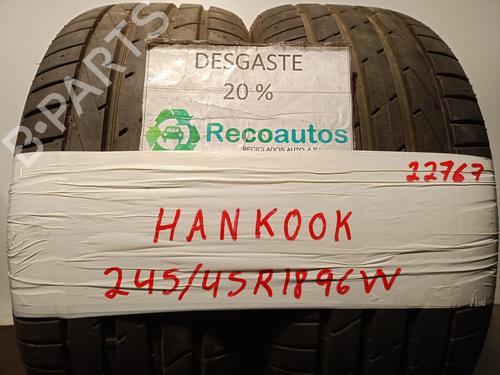 DESGASTE
20 %
Recoautos
RECICLADOS AUTO, A.S.L.
B-PARTS
22767
HANKOOK
245/45R1896W